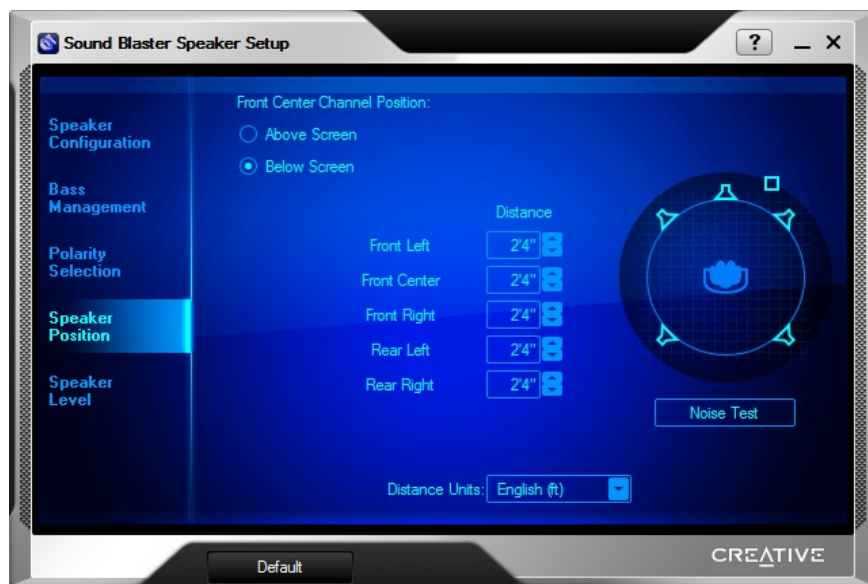 Sound Blaster Speaker Setup
?
Speaker
Configuration
Bass
Management
Polarity
Selection
Speaker
Position
Speaker
Level
Front Center Channel Position:
Above Screen
Below Screen
Distance
Front Left 2'4"
Front Center 2'4"
Front Right 2'4"
Rear Left 2'4"
Rear Right 2'4"
Noise Test
Distance Units: English (ft)
Default
CREATIVE